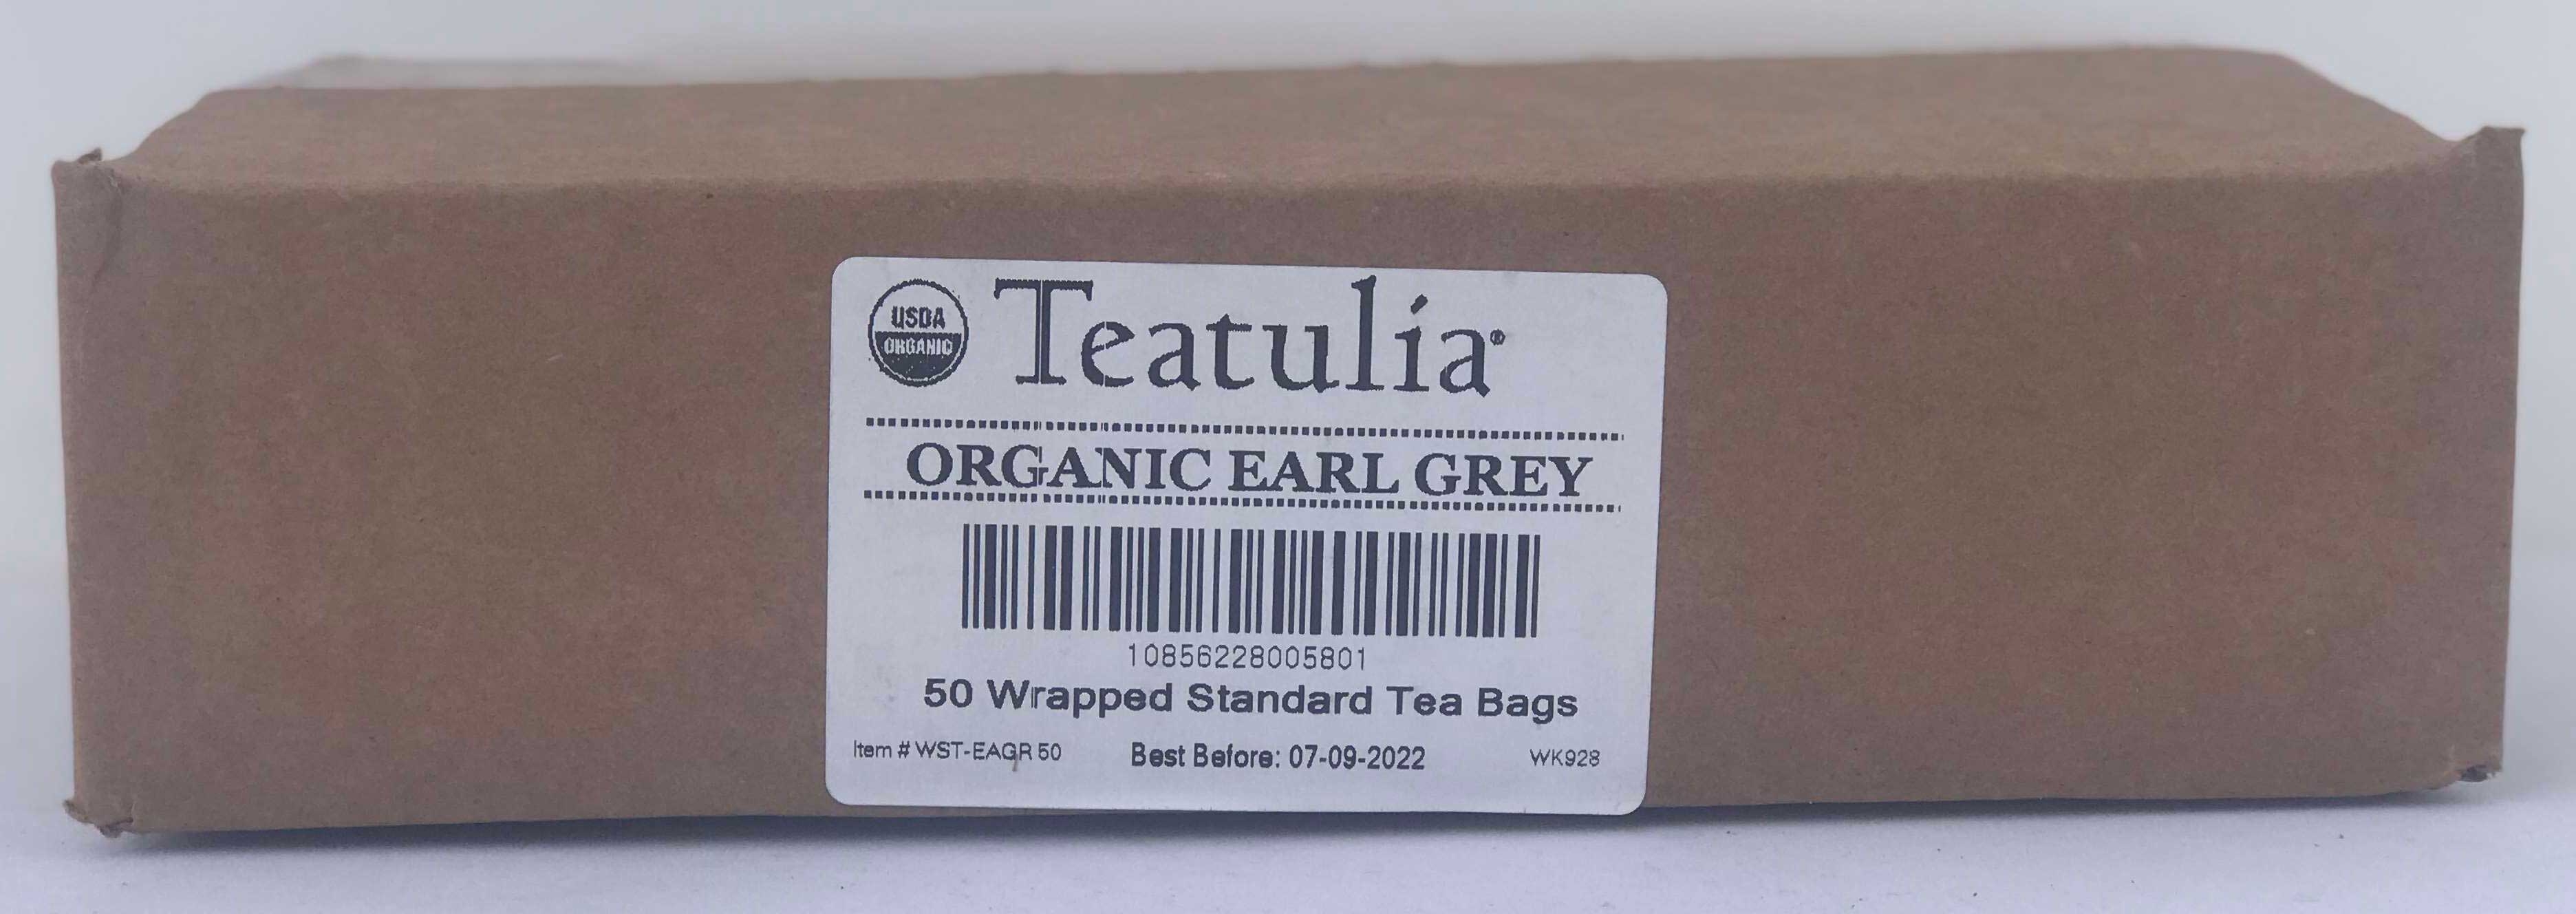 USDA
ORGANIC
Teatulia®
ORGANIC EARL GREY
10856228005801
50 Wrapped Standard Tea Bags
Item # WST-EAGR 50 Best Before: 07-09-2022 WK928